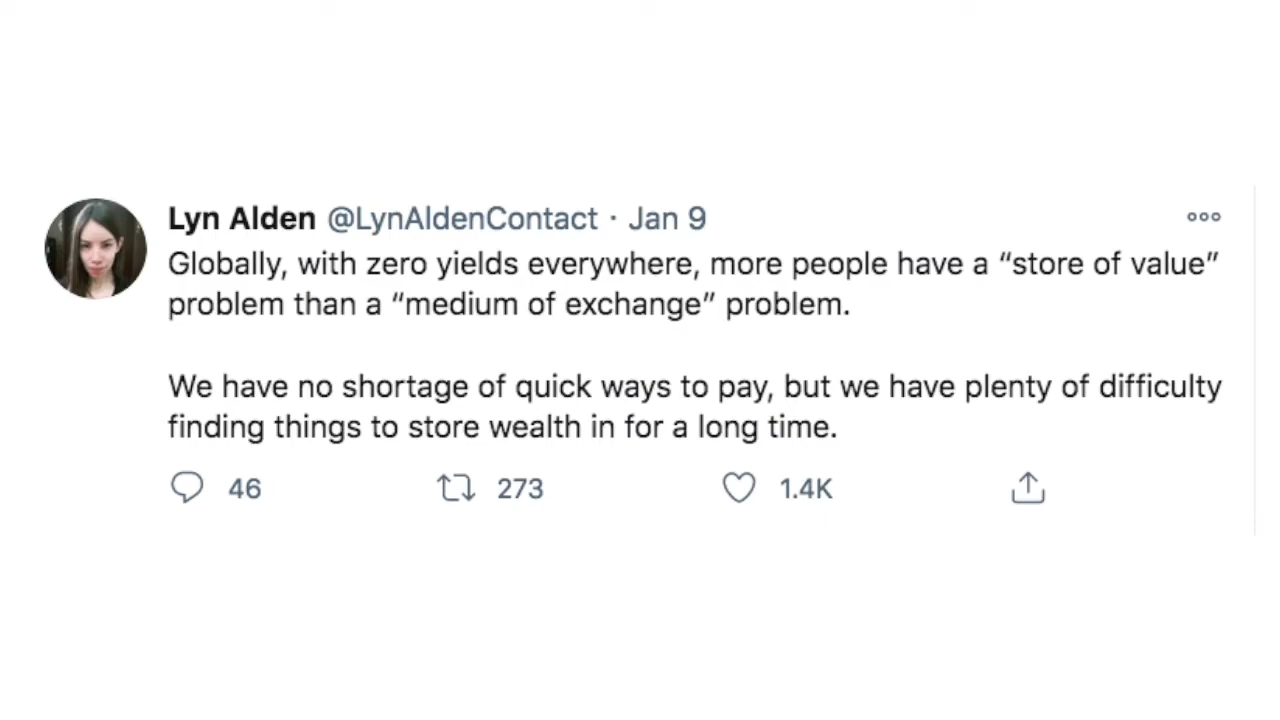 Lyn Alden @LynAldenContact · Jan 9
Globally, with zero yields everywhere, more people have a “store of value”
problem than a “medium of exchange” problem.
We have no shortage of quick ways to pay, but we have plenty of difficulty
finding things to store wealth in for a long time.
46 273 1.4K